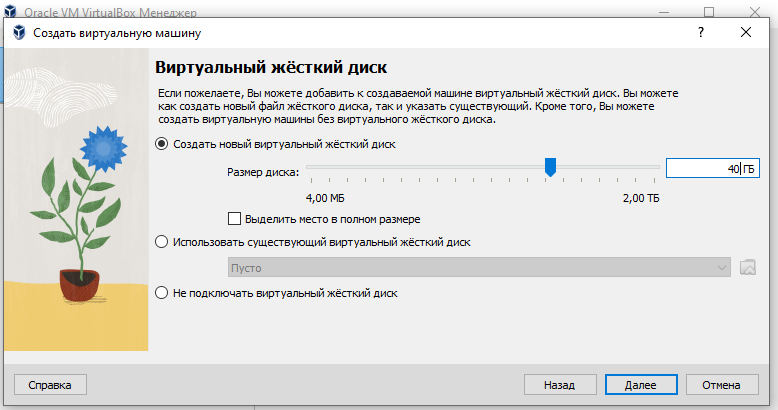 Oracle VM VirtualBox Менеджер
Создать виртуальную машину
Виртуальный жёсткий диск
Если пожелаете, Вы можете добавить к создаваемой машине виртуальный жёсткий диск. Вы можете
как создать новый файл жёсткого диска, так и указать существующий. Кроме того, Вы можете
создать виртуальную машины без виртуального жёсткого диска.
Создать новый виртуальный жёсткий диск
Размер диска:
40 ГБ
4,00 МБ
2,00 ТБ
Выделить место в полном размере
Использовать существующий виртуальный жёсткий диск
Пусто
Не подключать виртуальный жёсткий диск
Справка
Назад
Далее
Отмена